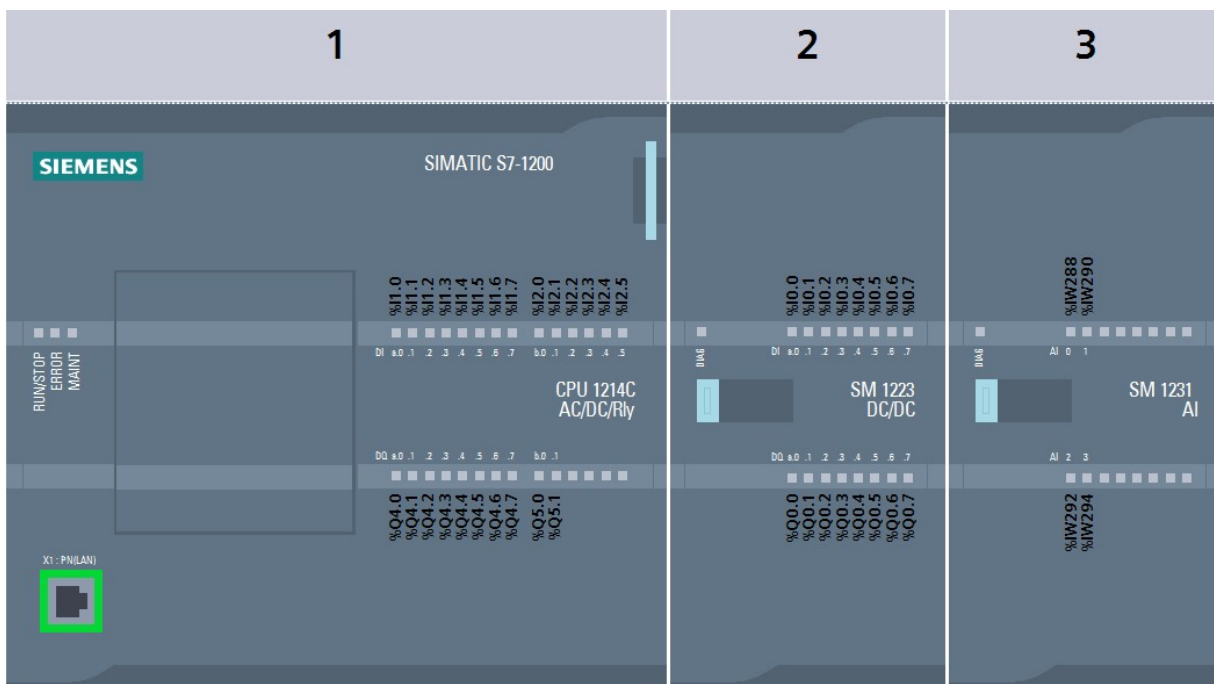 1
2
3
SIEMENS
SIMATIC S7-1200
%I1.0 %I1.1 %I1.2 %I1.3 %I1.4 %I1.5 %I1.6 %I1.7 %I2.0 %I2.1 %I2.2 %I2.3 %I2.4 %I2.5
DI a.0 .1 .2 .3 .4 .5 .6 .7 b.0 .1 .2 .3 .4 .5
RUN/STOP
ERROR
MAINT
CPU 1214C
AC/DC/Rly
DQ a.0 .1 .2 .3 .4 .5 .6 .7 b.0 .1
%Q4.0 %Q4.1 %Q4.2 %Q4.3 %Q4.4 %Q4.5 %Q4.6 %Q4.7 %Q5.0 %Q5.1
X1 : PN(LAN)
%I0.0 %I0.1 %I0.2 %I0.3 %I0.4 %I0.5 %I0.6 %I0.7
DIAG
DI a.0 .1 .2 .3 .4 .5 .6 .7
SM 1223
DC/DC
DQ a.0 .1 .2 .3 .4 .5 .6 .7
%Q0.0 %Q0.1 %Q0.2 %Q0.3 %Q0.4 %Q0.5 %Q0.6 %Q0.7
%IW288
%IW290
DIAG
AI 0 1
SM 1231
AI
AI 2 3
%IW292
%IW294